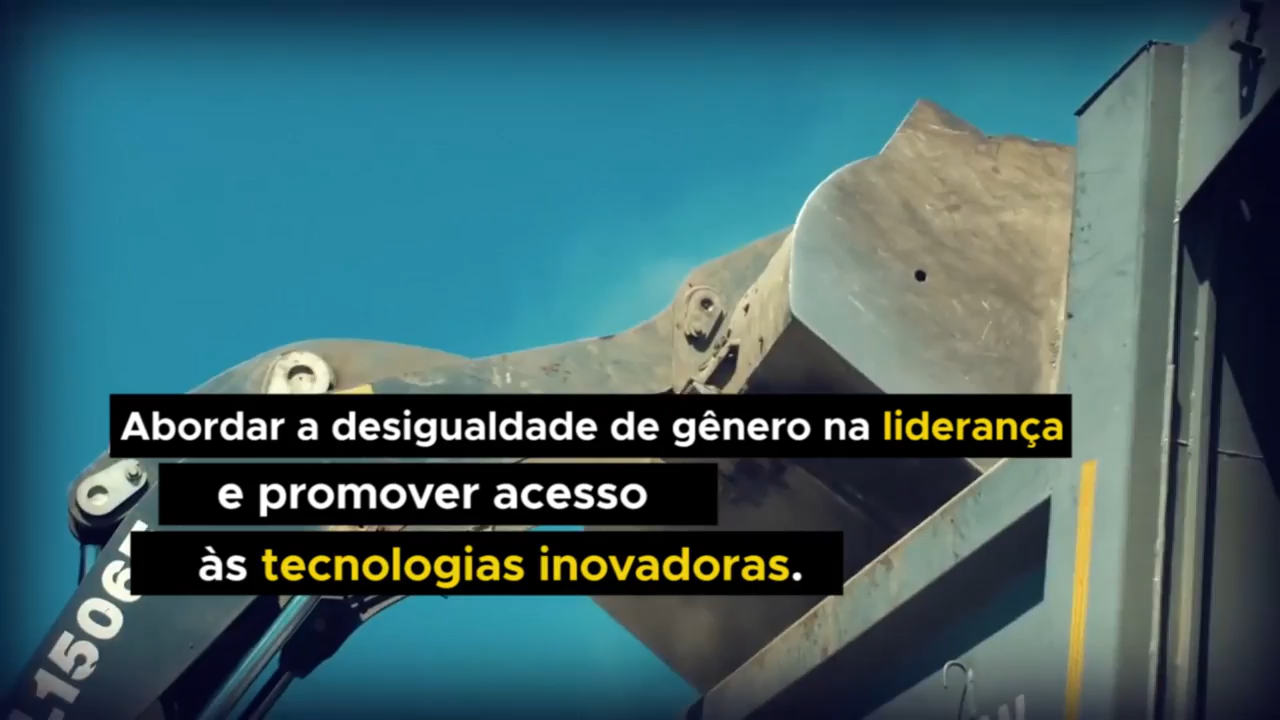 Abordar a desigualdade de gênero na liderança
e promover acesso
às tecnologias inovadoras.